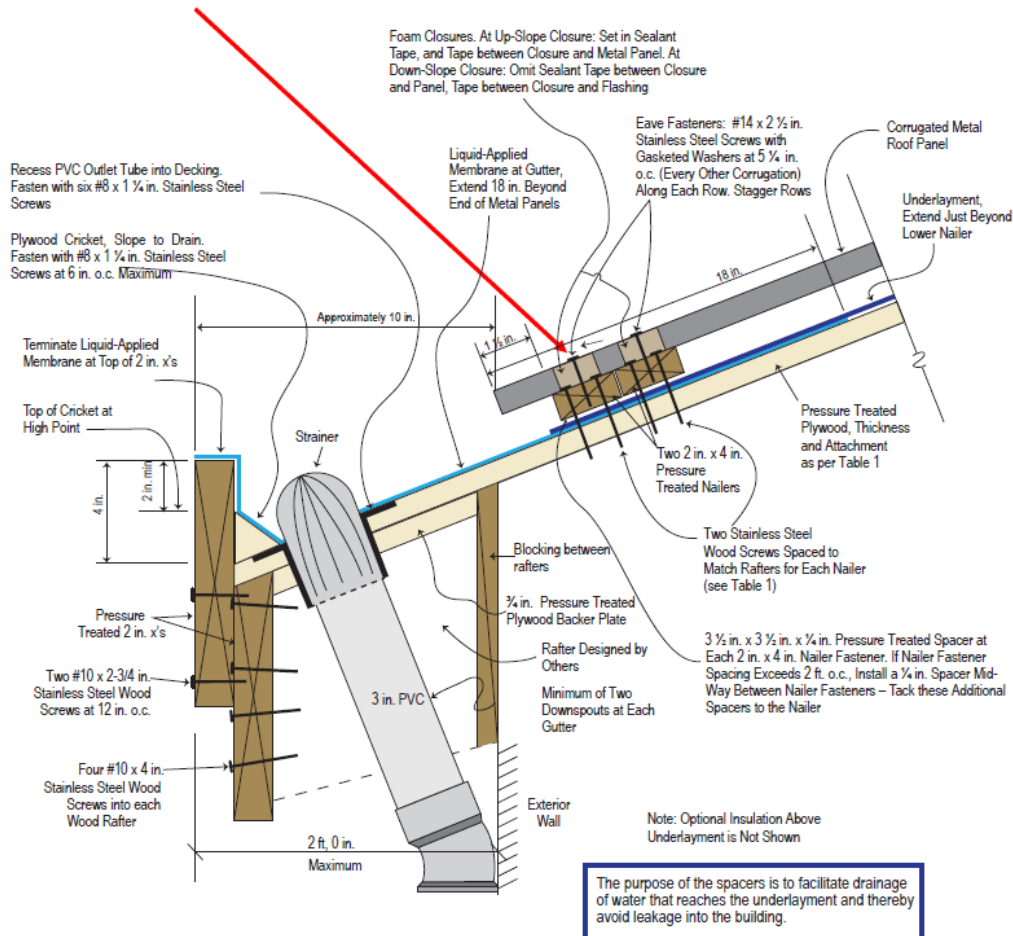 Foam Closures. At Up-Slope Closure: Set in Sealant
Tape, and Tape between Closure and Metal Panel. At
Down-Slope Closure: Omit Sealant Tape between Closure
and Panel, Tape between Closure and Flashing
Eave Fasteners: #14 x 2 ½ in.
Stainless Steel Screws with
Gasketed Washers at 5 ¼ in.
o.c. (Every Other Corrugation)
Along Each Row. Stagger Rows
Corrugated Metal
Roof Panel
Liquid-Applied
Membrane at Gutter,
Extend 18 in. Beyond
End of Metal Panels
Recess PVC Outlet Tube into Decking.
Fasten with six #8 x 1 ¼ in. Stainless Steel
Screws
Underlayment,
Extend Just Beyond
Lower Nailer
Plywood Cricket, Slope to Drain.
Fasten with #8 x 1 ¼ in. Stainless Steel
Screws at 6 in. o.c. Maximum
18 in.
Approximately 10 in.
1 ½ in.
Terminate Liquid-Applied
Membrane at Top of 2 in. x's
Top of Cricket at
High Point
Strainer
4 in.
2 in. min
Pressure Treated
Plywood, Thickness
and Attachment
as per Table 1
Two 2 in. x 4 in.
Pressure
Treated Nailers
Two Stainless Steel
Wood Screws Spaced to
Match Rafters for Each Nailer
(see Table 1)
Blocking between
rafters
¾ in. Pressure Treated
Plywood Backer Plate
Pressure
Treated 2 in. x's
Rafter Designed by
Others
3 ½ in. x 3 ½ in. x ¼ in. Pressure Treated Spacer at
Each 2 in. x 4 in. Nailer Fastener. If Nailer Fastener
Spacing Exceeds 2 ft. o.c., Install a ¼ in. Spacer Mid-
Way Between Nailer Fasteners – Tack these Additional
Spacers to the Nailer
Two #10 x 2-3/4 in.
Stainless Steel Wood
Screws at 12 in. o.c.
3 in. PVC
Minimum of Two
Downspouts at Each
Gutter
Four #10 x 4 in.
Stainless Steel Wood
Screws into each
Wood Rafter
Exterior
Wall
Note: Optional Insulation Above
Underlayment is Not Shown
2 ft, 0 in.
Maximum
The purpose of the spacers is to facilitate drainage
of water that reaches the underlayment and thereby
avoid leakage into the building.